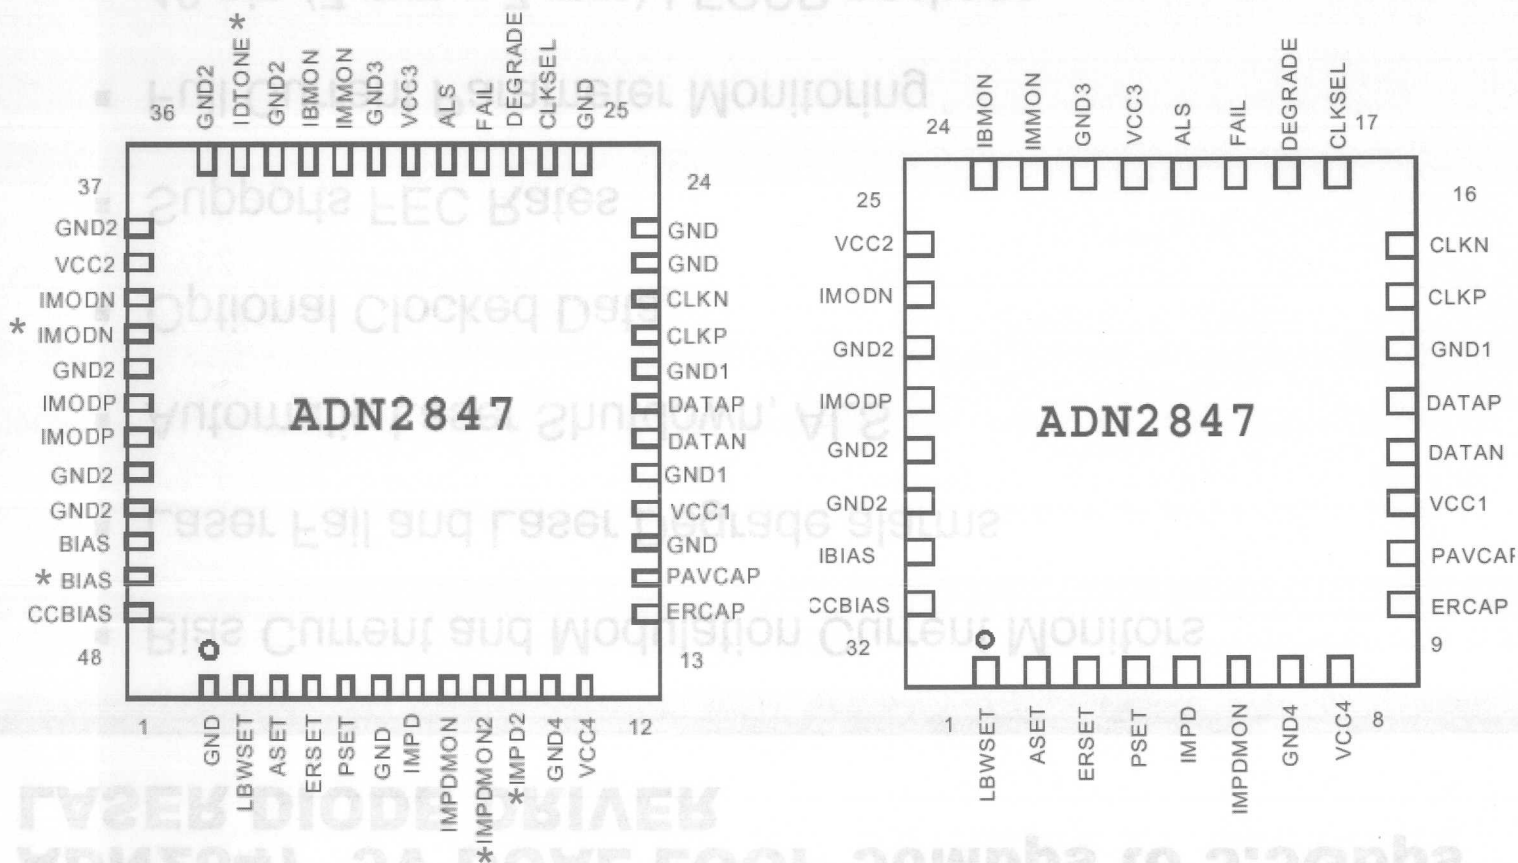 36
GND2
IDTONE *
GND2
IBMON
IMMON
GND3
VCC3
ALS
FAIL
DEGRADE
CLKSEL
GND
25
37
GND2
VCC2
IMODN
* IMODN
GND2
IMODP
IMODP
GND2
GND2
BIAS
* BIAS
CCBIAS
48
ADN2847
24
GND
GND
CLKN
CLKP
GND1
DATAP
DATAN
GND1
VCC1
GND
PAVCAP
ERCAP
13
1
GND
LBWSET
ASET
ERSET
PSET
GND
IMPD
IMPDMON
*IMPDMON2
*IMPD2
GND4
VCC4
12
24
IBMON
IMMON
GND3
VCC3
ALS
FAIL
DEGRADE
CLKSEL
17
25
VCC2
IMODN
GND2
IMODP
GND2
GND2
IBIAS
CCBIAS
32
ADN2847
16
CLKN
CLKP
GND1
DATAP
DATAN
VCC1
PAVCAP
ERCAP
9
1
LBWSET
ASET
ERSET
PSET
IMPD
IMPDMON
GND4
VCC4
8
Full Current Parameter Monitoring
Supports FEC Rates
Optional Clocked Data
Automatic Laser Shutdown, ALS
Laser Fail and Laser Degrade alarms
Bias Current and Modulation Current Monitors
LASER DIODE DRIVER